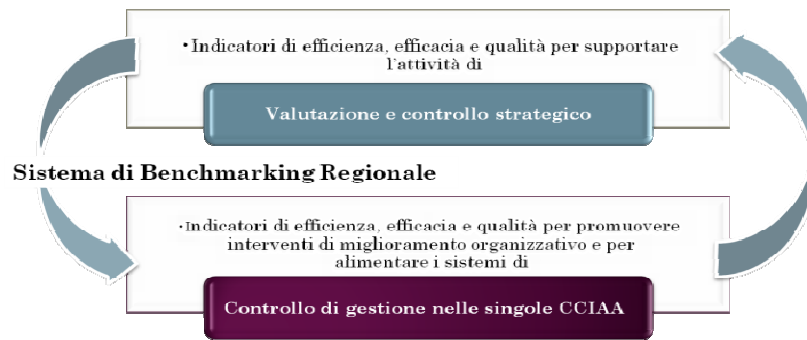 •Indicatori di efficienza, efficacia e qualità per supportare
l'attività di
Valutazione e controllo strategico
Sistema di Benchmarking Regionale
•Indicatori di efficienza, efficacia e qualità per promuovere
interventi di miglioramento organizzativo e per
alimentare i sistemi di
Controllo di gestione nelle singole CCIAA